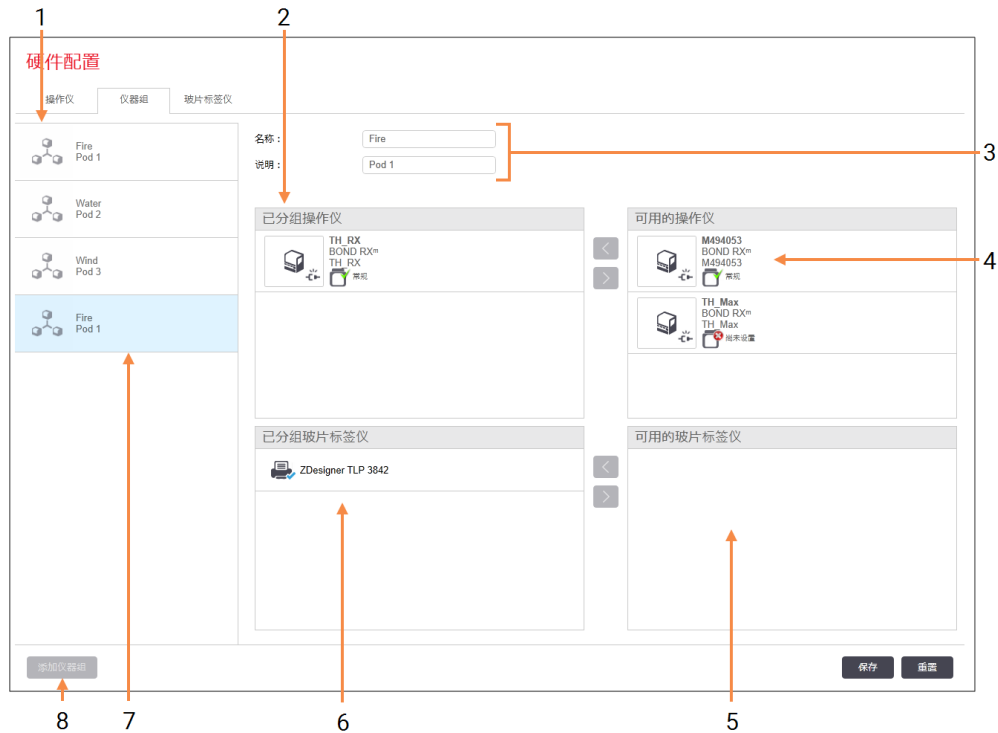 1
2
硬件配置
操作仪
仪器组
玻片标签仪
Fire
Pod 1
Water
Pod 2
Wind
Pod 3
Fire
Pod 1
名称：
Fire
说明：
Pod 1
3
已分组操作仪
TH_RX
BOND RXᵐ
TH_RX
常规
可用的操作仪
M494053
BOND RXᵐ
M494053
常规
4
TH_Max
BOND RXᵐ
TH_Max
尚未设置
已分组玻片标签仪
ZDesigner TLP 3842
可用的玻片标签仪
添加仪器组
保存
重置
8
7
6
5